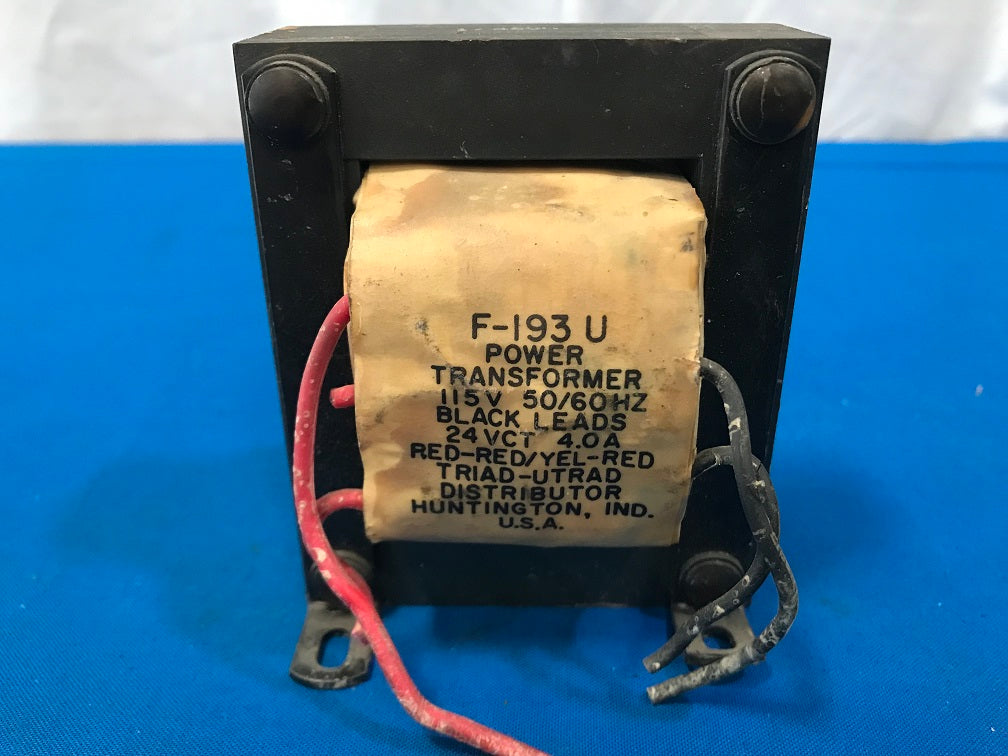 F-193 U
POWER
TRANSFORMER
115V 50/60HZ
BLACK LEADS
24VCT 4.0A
RED-RED/YEL-RED
TRIAD-UTRAD
DISTRIBUTOR
HUNTINGTON, IND.
U.S.A.